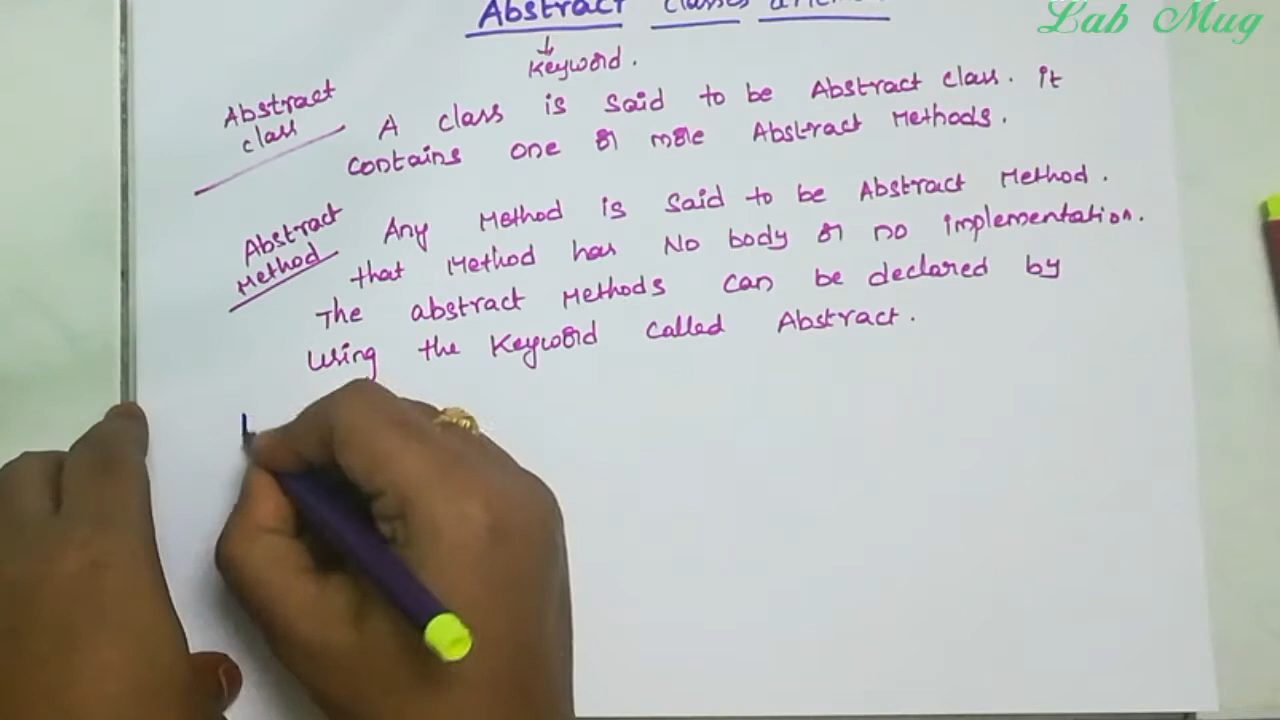 Abstract classes
Lab Mug
Keyword.
Abstract
class
A class is said to be Abstract class. it
contains one or more Abstract Methods.
Abstract
Method
Any Method is said to be Abstract Method.
that Method has No body or no implementation.
The abstract Methods can be declared by
using the Keyword called Abstract.